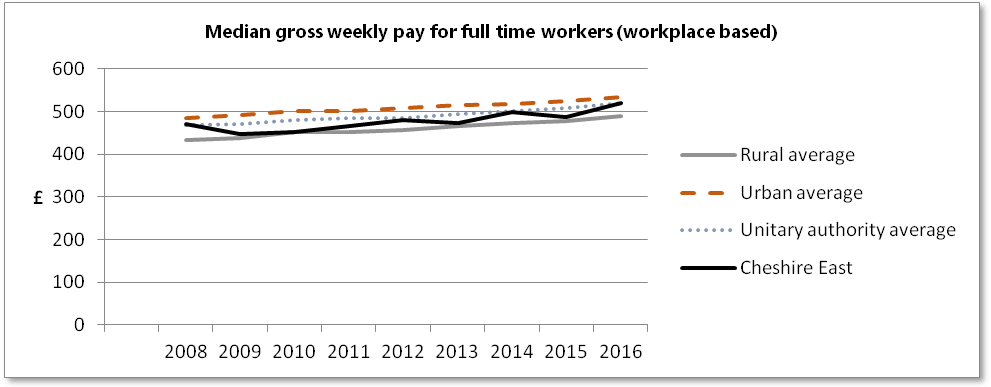 Median gross weekly pay for full time workers (workplace based)
600
500
400
300
200
100
0
£
2008 2009 2010 2011 2012 2013 2014 2015 2016
Rural average
Urban average
Unitary authority average
Cheshire East